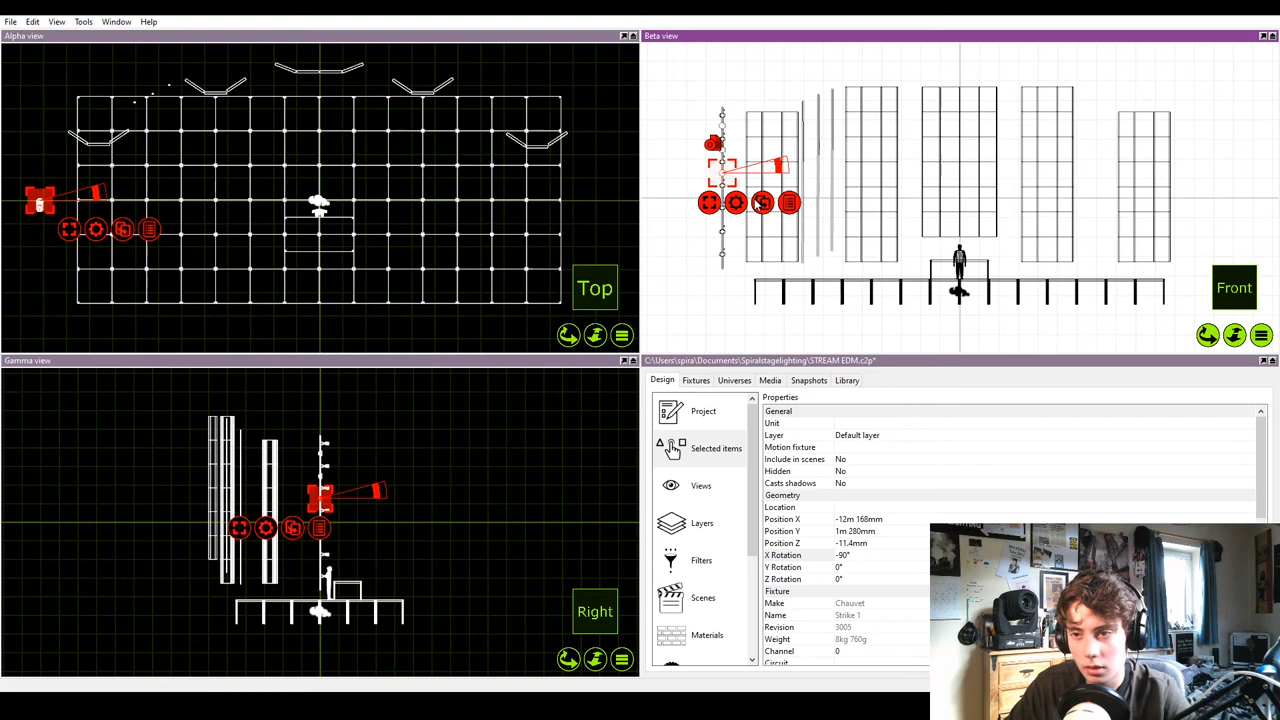 File Edit View Tools Window Help
Alpha view
Beta view
Top
Front
Gamma view
C:\Users\spira\Documents\Spiralstagelighting\STREAM EDM.c2p*
Design Fixtures Universes Media Snapshots Library
Project
Selected items
Views
Layers
Filters
Scenes
Materials
Properties
General
Unit
Layer Default layer
Motion fixture
Include in scenes No
Hidden No
Casts shadows No
Geometry
Location
Position X -12m 168mm
Position Y 1m 280mm
Position Z -11.4mm
X Rotation -90°
Y Rotation 0°
Z Rotation 0°
Fixture
Make Chauvet
Name Strike 1
Revision 3005
Weight 8kg 760g
Channel 0
Circuit
Right